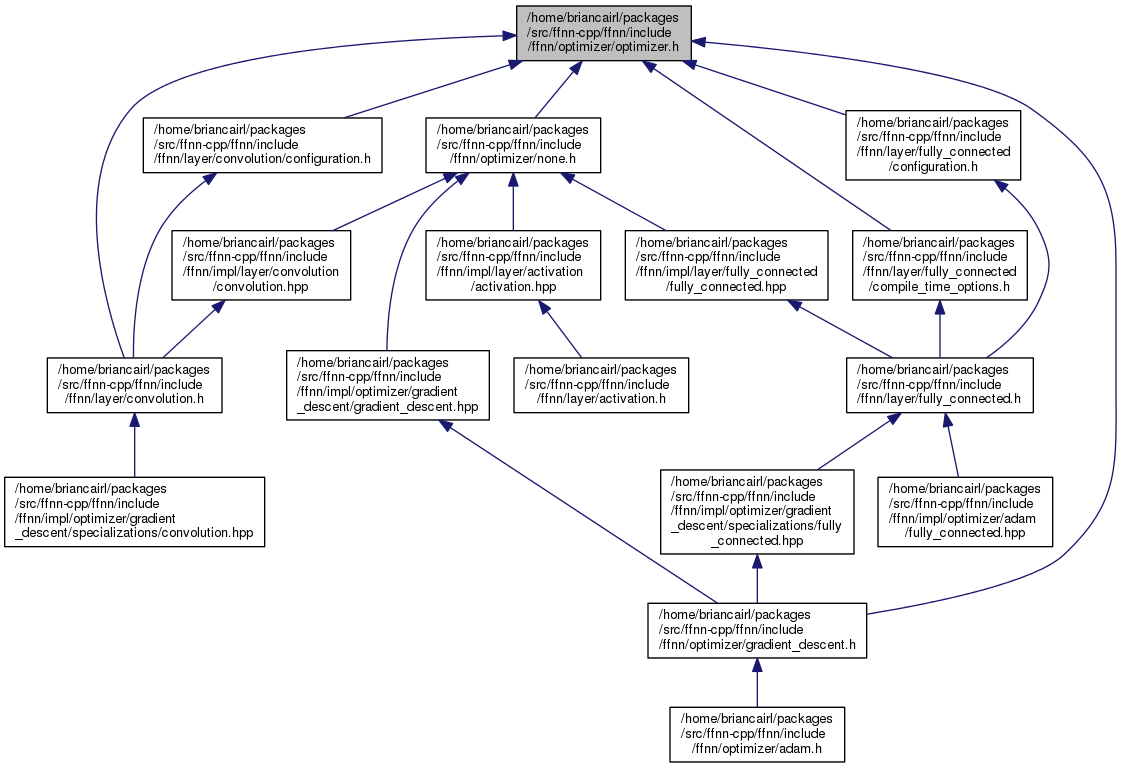 /home/briancairl/packages
/src/ffnn-cpp/ffnn/include
/ffnn/optimizer/optimizer.h
/home/briancairl/packages
/src/ffnn-cpp/ffnn/include
/ffnn/layer/convolution/configuration.h
/home/briancairl/packages
/src/ffnn-cpp/ffnn/include
/ffnn/optimizer/none.h
/home/briancairl/packages
/src/ffnn-cpp/ffnn/include
/ffnn/layer/fully_connected
/configuration.h
/home/briancairl/packages
/src/ffnn-cpp/ffnn/include
/ffnn/impl/layer/convolution
/convolution.hpp
/home/briancairl/packages
/src/ffnn-cpp/ffnn/include
/ffnn/impl/layer/activation
/activation.hpp
/home/briancairl/packages
/src/ffnn-cpp/ffnn/include
/ffnn/impl/layer/fully_connected
/fully_connected.hpp
/home/briancairl/packages
/src/ffnn-cpp/ffnn/include
/ffnn/layer/fully_connected
/compile_time_options.h
/home/briancairl/packages
/src/ffnn-cpp/ffnn/include
/ffnn/layer/convolution.h
/home/briancairl/packages
/src/ffnn-cpp/ffnn/include
/ffnn/impl/optimizer/gradient
_descent/gradient_descent.hpp
/home/briancairl/packages
/src/ffnn-cpp/ffnn/include
/ffnn/layer/activation.h
/home/briancairl/packages
/src/ffnn-cpp/ffnn/include
/ffnn/layer/fully_connected.h
/home/briancairl/packages
/src/ffnn-cpp/ffnn/include
/ffnn/impl/optimizer/gradient
_descent/specializations/convolution.hpp
/home/briancairl/packages
/src/ffnn-cpp/ffnn/include
/ffnn/impl/optimizer/gradient
_descent/specializations/fully
_connected.hpp
/home/briancairl/packages
/src/ffnn-cpp/ffnn/include
/ffnn/impl/optimizer/adam
/fully_connected.hpp
/home/briancairl/packages
/src/ffnn-cpp/ffnn/include
/ffnn/optimizer/gradient_descent.h
/home/briancairl/packages
/src/ffnn-cpp/ffnn/include
/ffnn/optimizer/adam.h